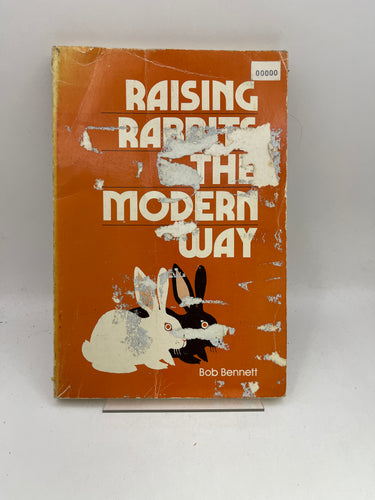 00000
RAISING
RABBITS
THE
MODERN
WAY
Bob Bennett